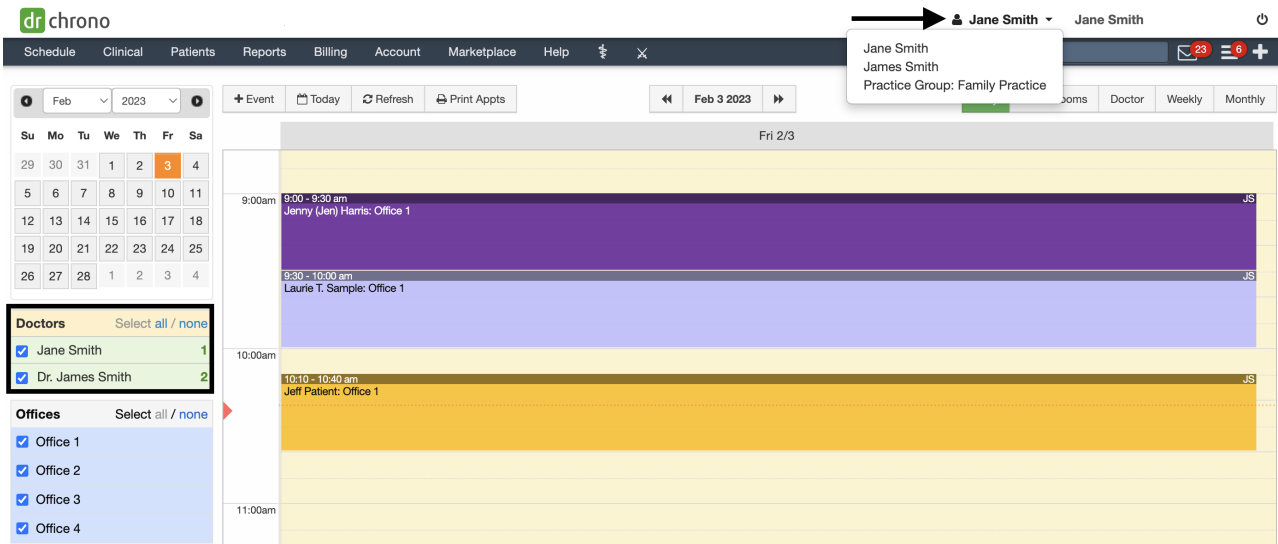 drchrono
Jane Smith Jane Smith
Schedule Clinical Patients Reports Billing Account Marketplace Help 23 6
Jane Smith
James Smith
Practice Group: Family Practice
Feb 2023
+ Event Today Refresh Print Appts Feb 3 2023 Doctor Weekly Monthly
Su Mo Tu We Th Fr Sa
Fri 2/3
29 30 31 1 2 3 4
5 6 7 8 9 10 11
12 13 14 15 16 17 18
19 20 21 22 23 24 25
26 27 28 1 2 3 4
Doctors Select all / none
Jane Smith 1
Dr. James Smith 2
Offices Select all / none
Office 1
Office 2
Office 3
Office 4
9:00am
9:00 - 9:30 am JS
Jenny (Jen) Harris: Office 1
9:30 - 10:00 am JS
Laurie T. Sample: Office 1
10:00am
10:10 - 10:40 am JS
Jeff Patient: Office 1
11:00am